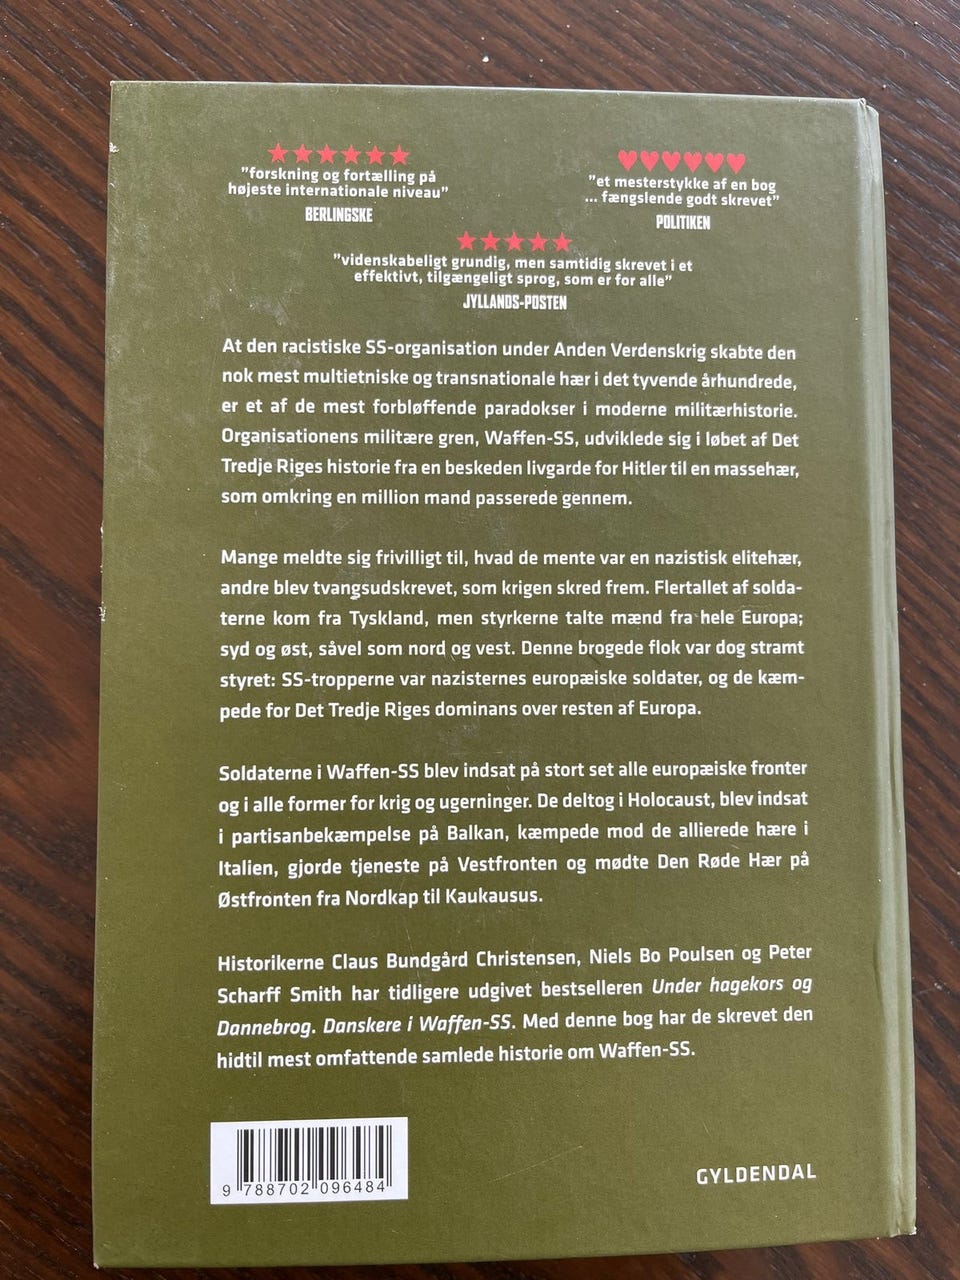 ★★★★★★
”forskning og fortælling på
højeste internationale niveau”
BERLINGSKE
♥♥♥♥♥♥
”et mesterstykke af en bog
... fængslende godt skrevet”
POLITIKEN
★★★★★
”videnskabeligt grundig, men samtidig skrevet i et
effektivt, tilgængeligt sprog, som er for alle”
JYLLANDS-POSTEN
At den racistiske SS-organisation under Anden Verdenskrig skabte den
nok mest multietniske og transnationale hær i det tyvende århundrede,
er et af de mest forbløffende paradokser i moderne militærhistorie.
Organisationens militære gren, Waffen-SS, udviklede sig i løbet af Det
Tredje Riges historie fra en beskeden livgarde for Hitler til en massehær,
som omkring en million mand passerede gennem.
Mange meldte sig frivilligt til, hvad de mente var en nazistisk elitehær,
andre blev tvangsudskrevet, som krigen skred frem. Flertallet af solda-
terne kom fra Tyskland, men styrkerne talte mænd fra hele Europa;
syd og øst, såvel som nord og vest. Denne brogede flok var dog stramt
styret: SS-tropperne var nazisternes europæiske soldater, og de kæm-
pede for Det Tredje Riges dominans over resten af Europa.
Soldaterne i Waffen-SS blev indsat på stort set alle europæiske fronter
og i alle former for krig og ugerninger. De deltog i Holocaust, blev indsat
i partisanbekæmpelse på Balkan, kæmpede mod de allierede hære i
Italien, gjorde tjeneste på Vestfronten og mødte Den Røde Hær på
Østfronten fra Nordkap til Kaukausus.
Historikerne Claus Bundgård Christensen, Niels Bo Poulsen og Peter
Scharff Smith har tidligere udgivet bestselleren Under hagekors og
Dannebrog. Danskere i Waffen-SS. Med denne bog har de skrevet den
hidtil mest omfattende samlede historie om Waffen-SS.
9 788702 096484
GYLDENDAL